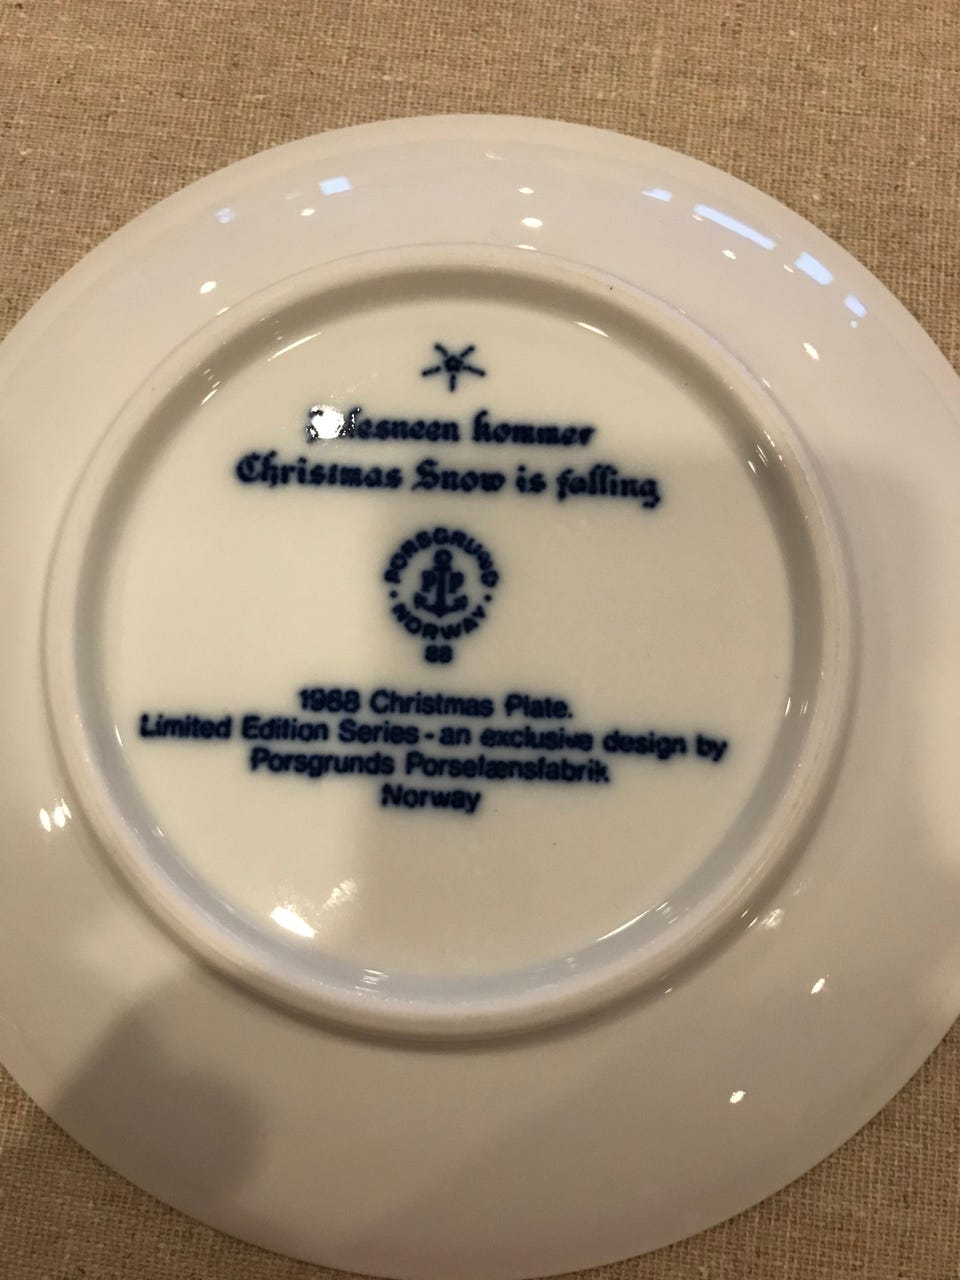 Julesneen kommer
Christmas Snow is falling
PORSGRUND
P P
NORWAY
88
1988 Christmas Plate.
Limited Edition Series - an exclusive design by
Porsgrunds Porselænsfabrik
Norway